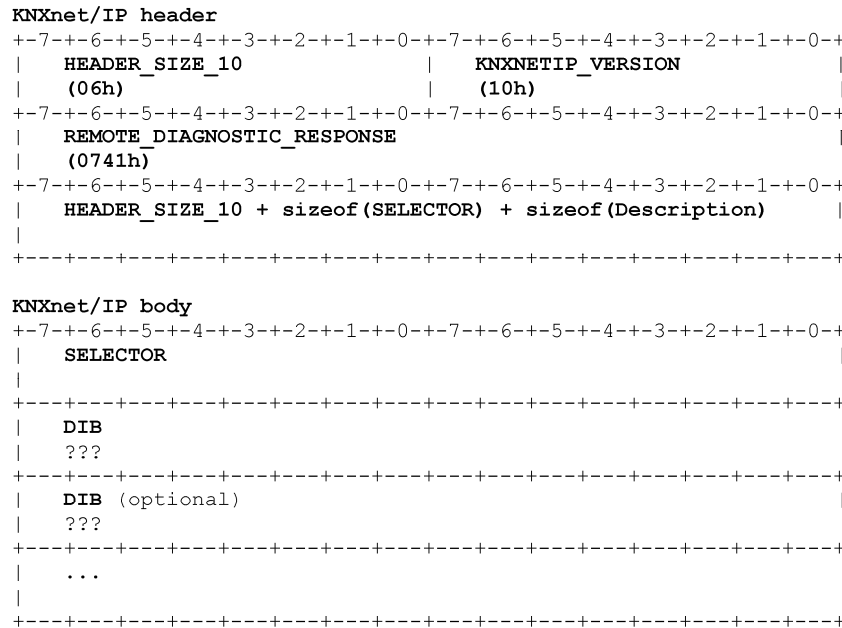 KNXnet/IP header
+-7-+-6-+-5-+-4-+-3-+-2-+-1-+-0-+-7-+-6-+-5-+-4-+-3-+-2-+-1-+-0-+
|   HEADER_SIZE_10              |   KNXNETIP_VERSION            |
|   (06h)                       |   (10h)                       |
+-7-+-6-+-5-+-4-+-3-+-2-+-1-+-0-+-7-+-6-+-5-+-4-+-3-+-2-+-1-+-0-+
|   REMOTE_DIAGNOSTIC_RESPONSE                                  |
|   (0741h)
+-7-+-6-+-5-+-4-+-3-+-2-+-1-+-0-+-7-+-6-+-5-+-4-+-3-+-2-+-1-+-0-+
|   HEADER_SIZE_10 + sizeof(SELECTOR) + sizeof(Description)     |
|
+---+---+---+---+---+---+---+---+---+---+---+---+---+---+---+---+
KNXnet/IP body
+-7-+-6-+-5-+-4-+-3-+-2-+-1-+-0-+-7-+-6-+-5-+-4-+-3-+-2-+-1-+-0-+
|   SELECTOR                                                    |
|
+---+---+---+---+---+---+---+---+---+---+---+---+---+---+---+---+
|   DIB
|   ???
+---+---+---+---+---+---+---+---+---+---+---+---+---+---+---+---+
|   DIB (optional)                                              |
|   ???
+---+---+---+---+---+---+---+---+---+---+---+---+---+---+---+---+
|   ...
|
+---+---+---+---+---+---+---+---+---+---+---+---+---+---+---+---+